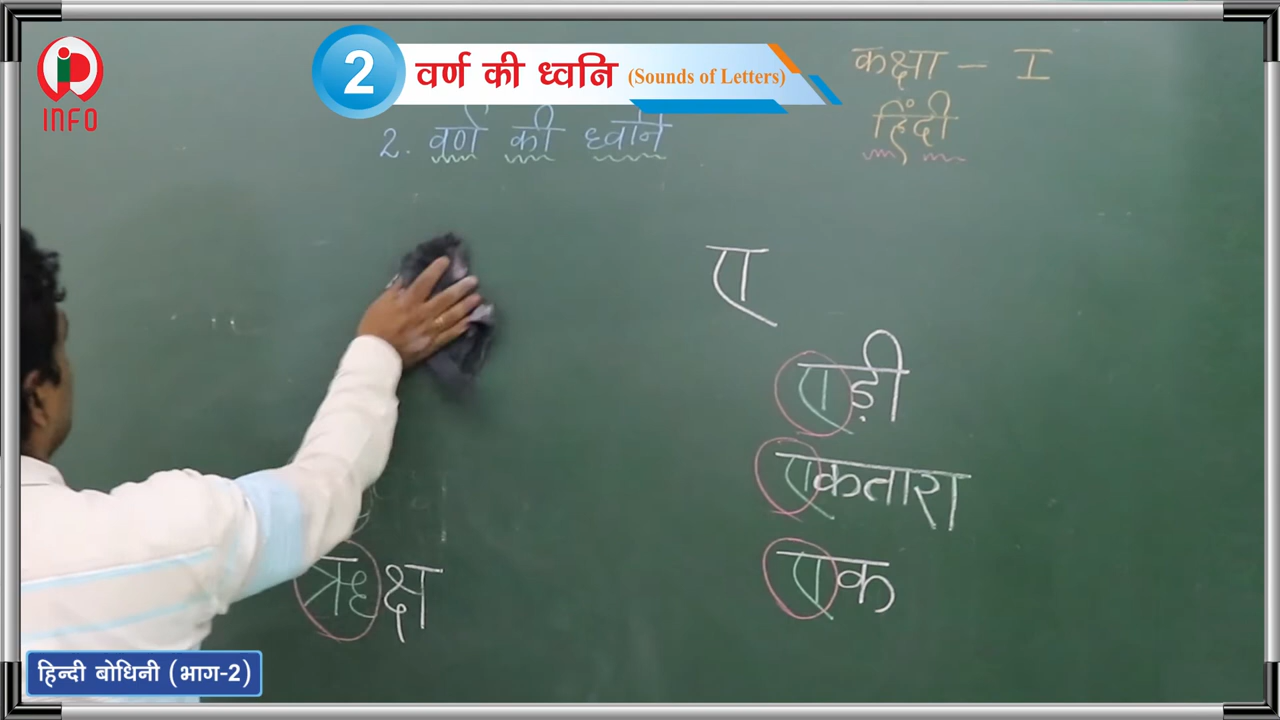 INFO
2 वर्ण की ध्वनि (Sounds of Letters)
कक्षा - I
हिंदी
2. वर्ण की ध्वनि
ए
एड़ी
एकतारा
एक
ऋक्ष
हिन्दी बोधिनी (भाग-2)